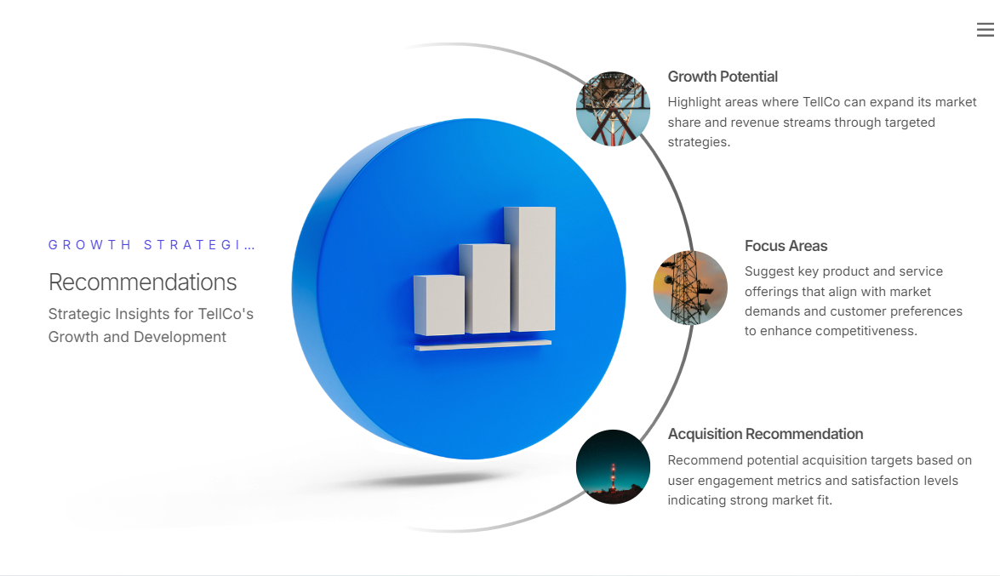 GROWTH STRATEGI...
Recommendations
Strategic Insights for TellCo's
Growth and Development
Growth Potential
Highlight areas where TellCo can expand its market
share and revenue streams through targeted
strategies.
Focus Areas
Suggest key product and service
offerings that align with market
demands and customer preferences
to enhance competitiveness.
Acquisition Recommendation
Recommend potential acquisition targets based on
user engagement metrics and satisfaction levels
indicating strong market fit.